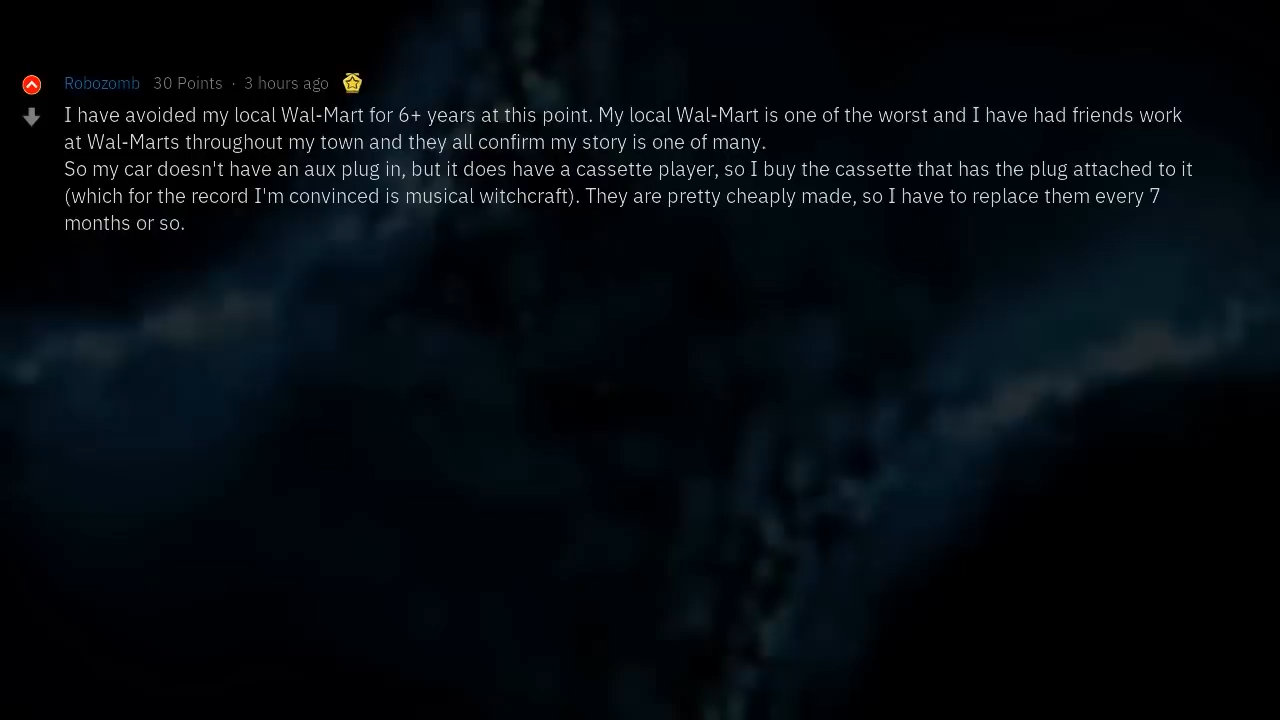 Robozomb 30 Points · 3 hours ago
I have avoided my local Wal-Mart for 6+ years at this point. My local Wal-Mart is one of the worst and I have had friends work
at Wal-Marts throughout my town and they all confirm my story is one of many.
So my car doesn't have an aux plug in, but it does have a cassette player, so I buy the cassette that has the plug attached to it
(which for the record I'm convinced is musical witchcraft). They are pretty cheaply made, so I have to replace them every 7
months or so.